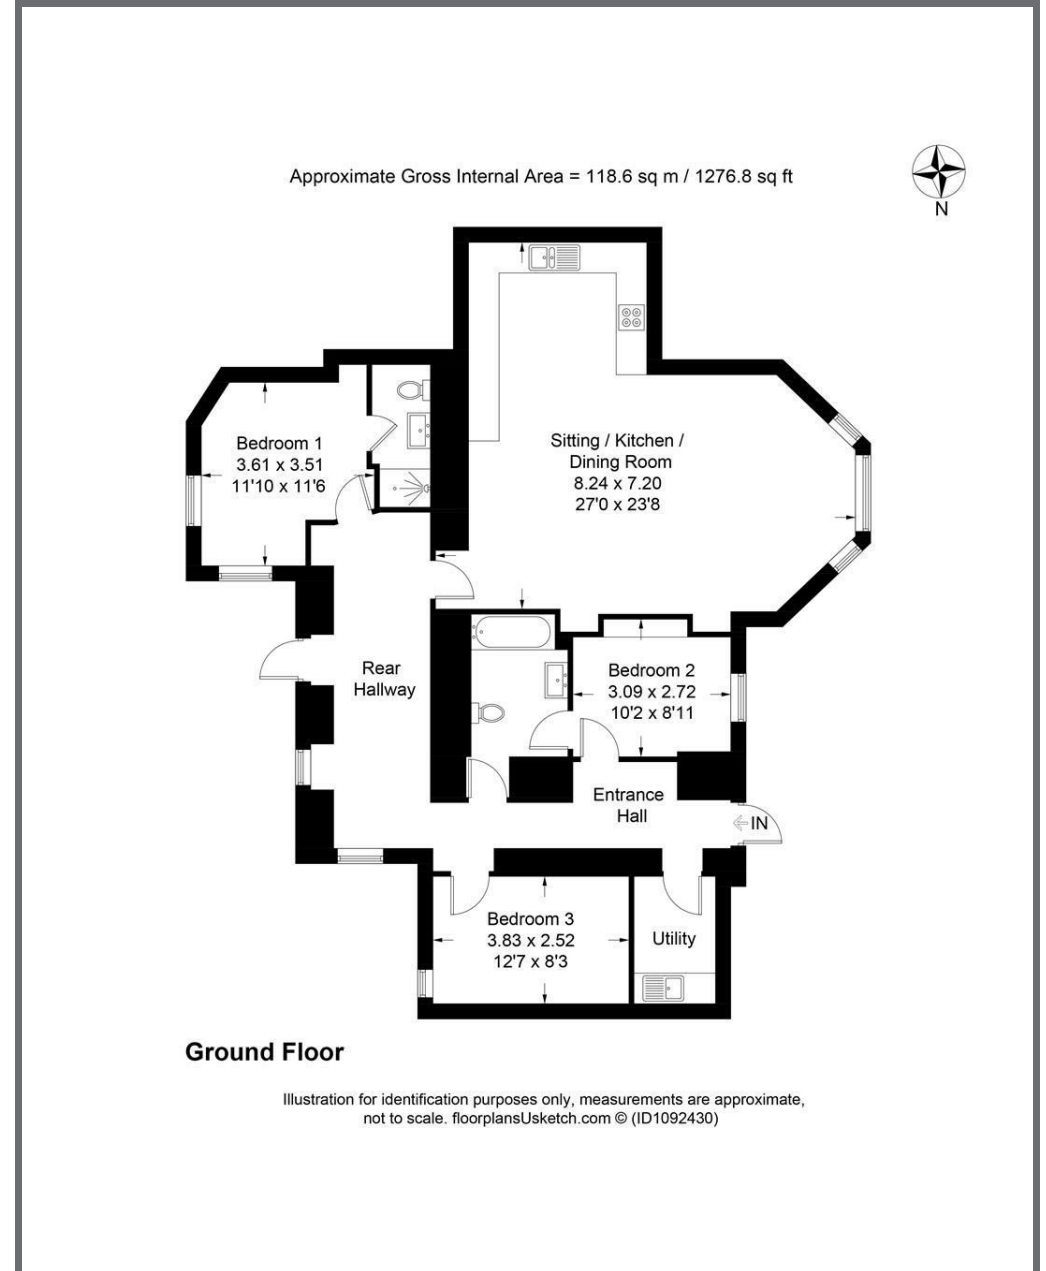 Approximate Gross Internal Area = 118.6 sq m / 1276.8 sq ft
N
Bedroom 1
3.61 x 3.51
11'10 x 11'6
Sitting / Kitchen /
Dining Room
8.24 x 7.20
27'0 x 23'8
Rear
Hallway
Bedroom 2
3.09 x 2.72
10'2 x 8'11
Entrance
Hall
IN
Bedroom 3
3.83 x 2.52
12'7 x 8'3
Utility
Ground Floor
Illustration for identification purposes only, measurements are approximate,
not to scale. floorplansUsketch.com © (ID1092430)